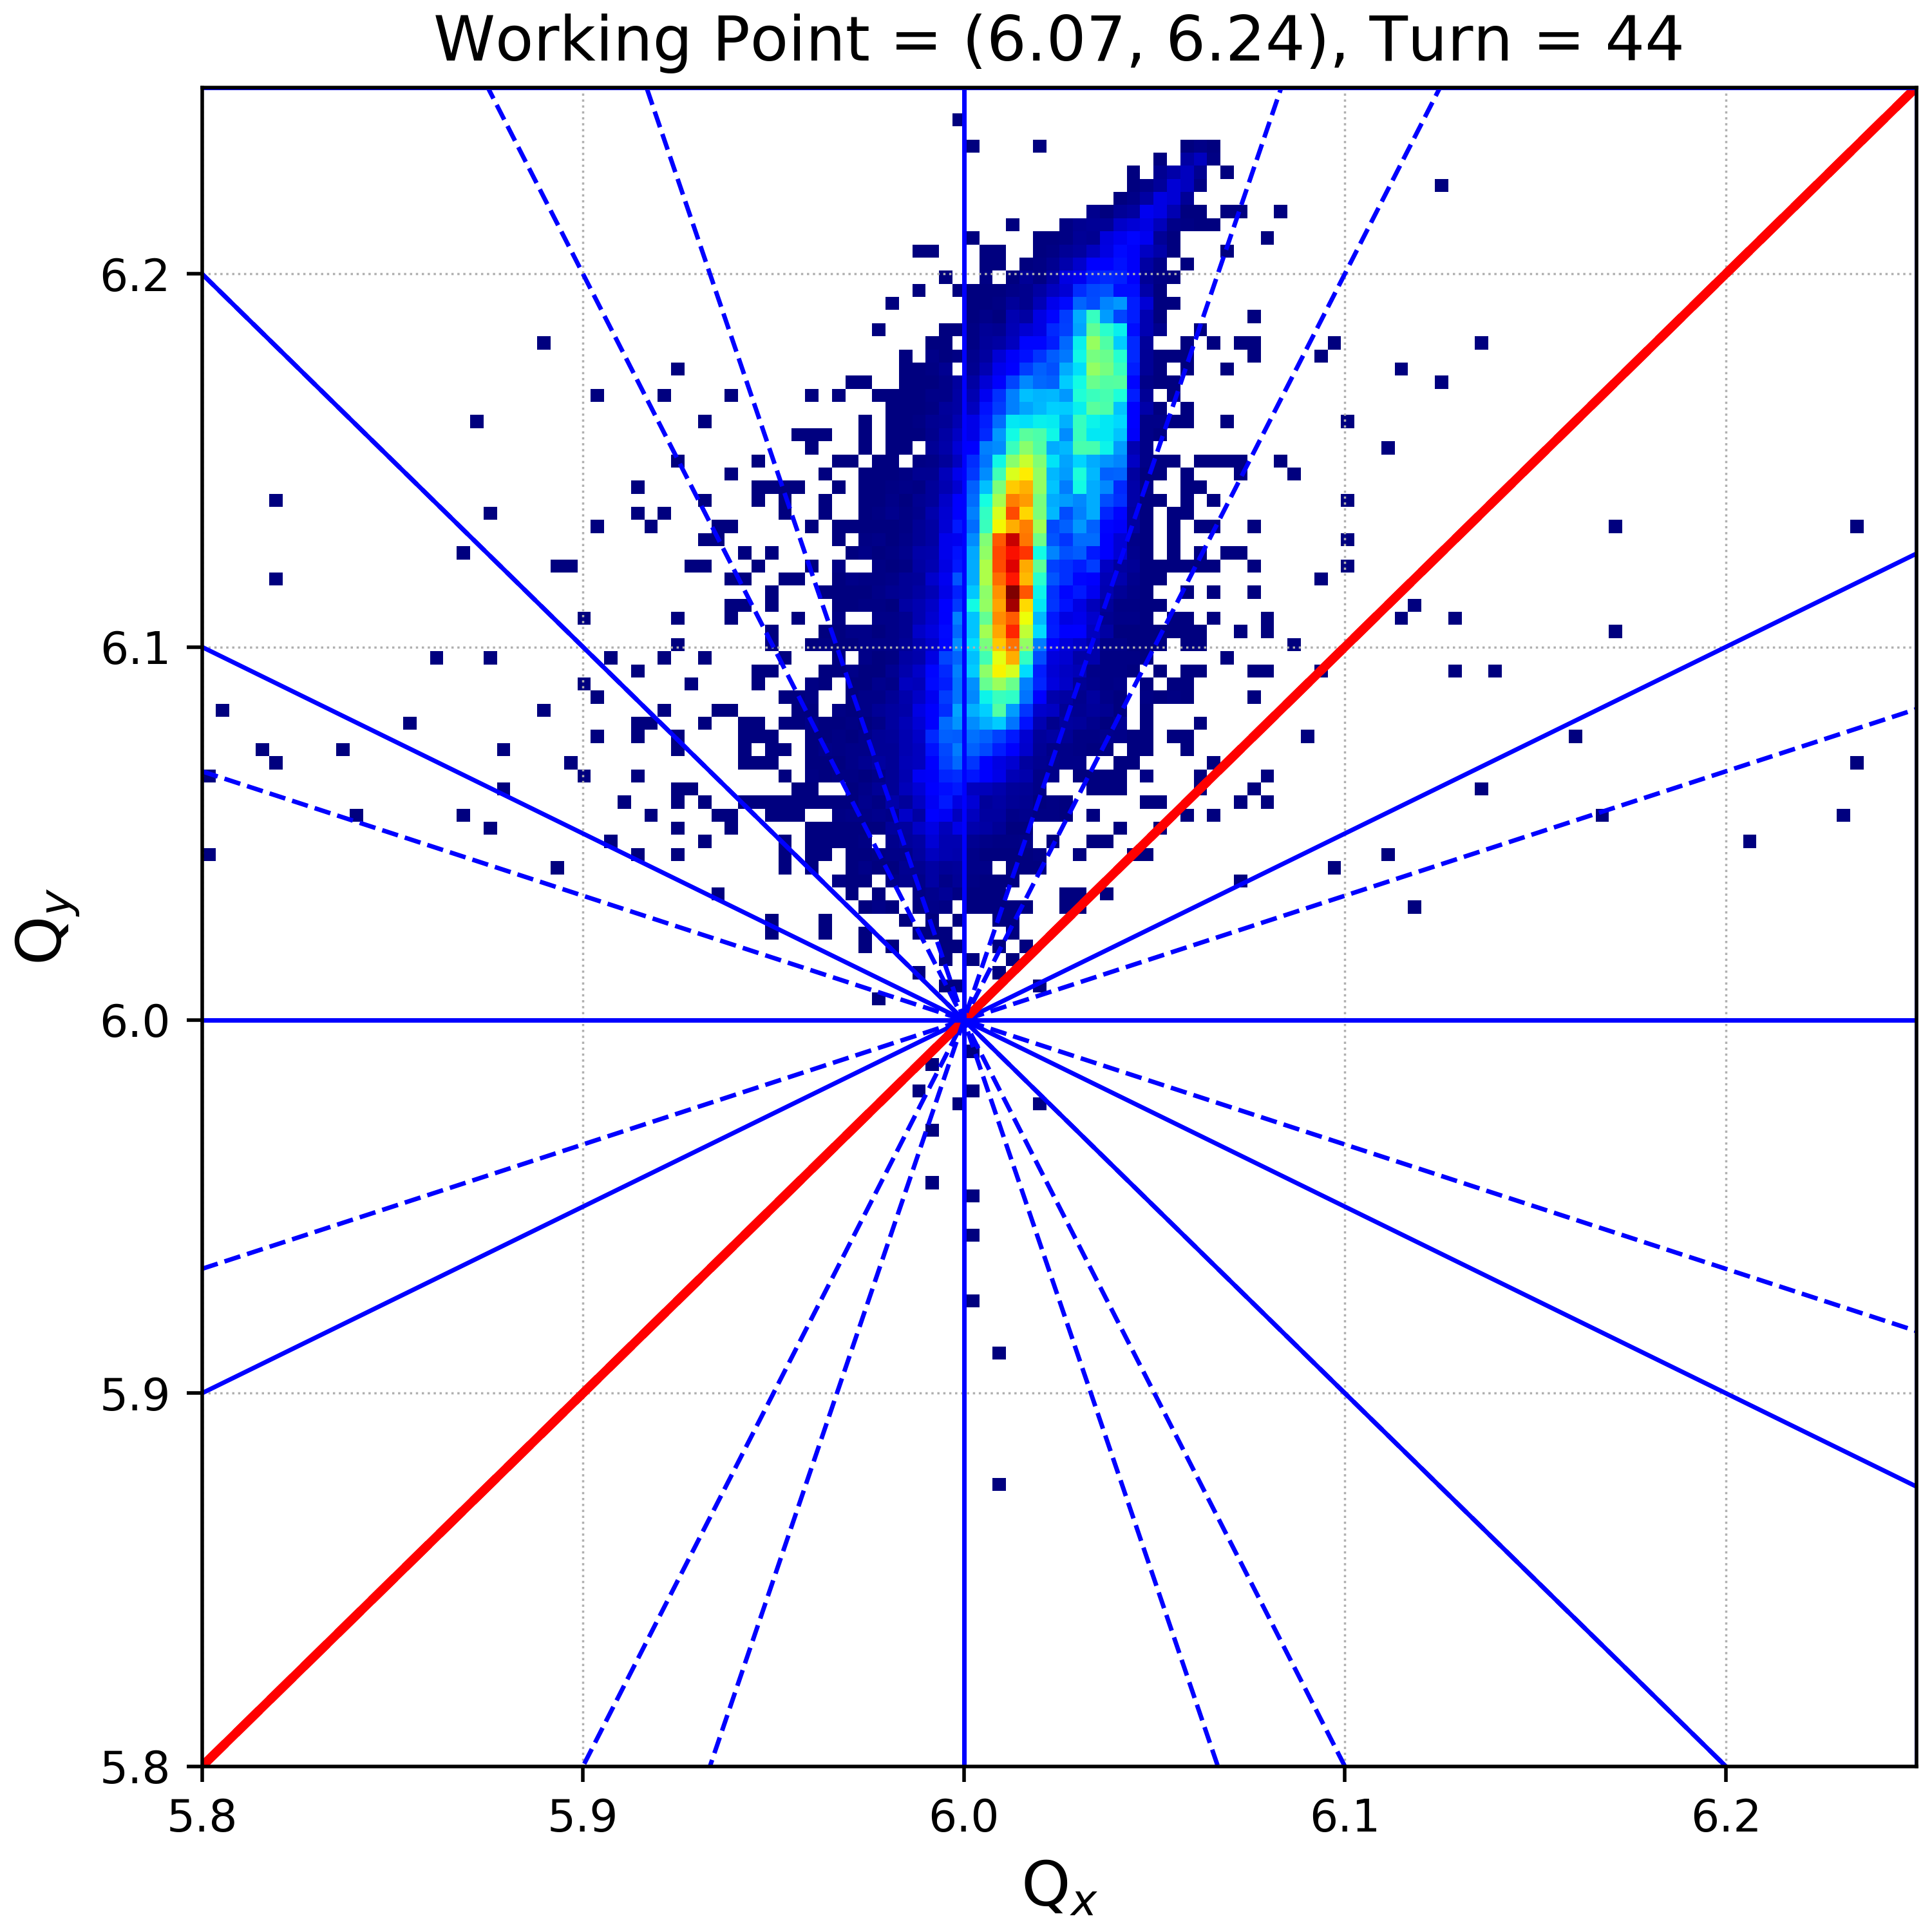 Working Point = (6.07, 6.24), Turn = 44
6.2
6.1
6.0
5.9
5.8
Qy
5.8 5.9 6.0 6.1 6.2
Qx